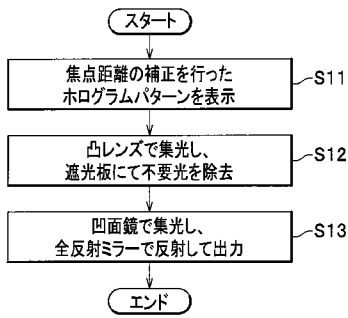 スタート
焦点距離の補正を行った
ホログラムパターンを表示
S11
凸レンズで集光し、
遮光板にて不要光を除去
S12
凹面鏡で集光し、
全反射ミラーで反射して出力
S13
エンド